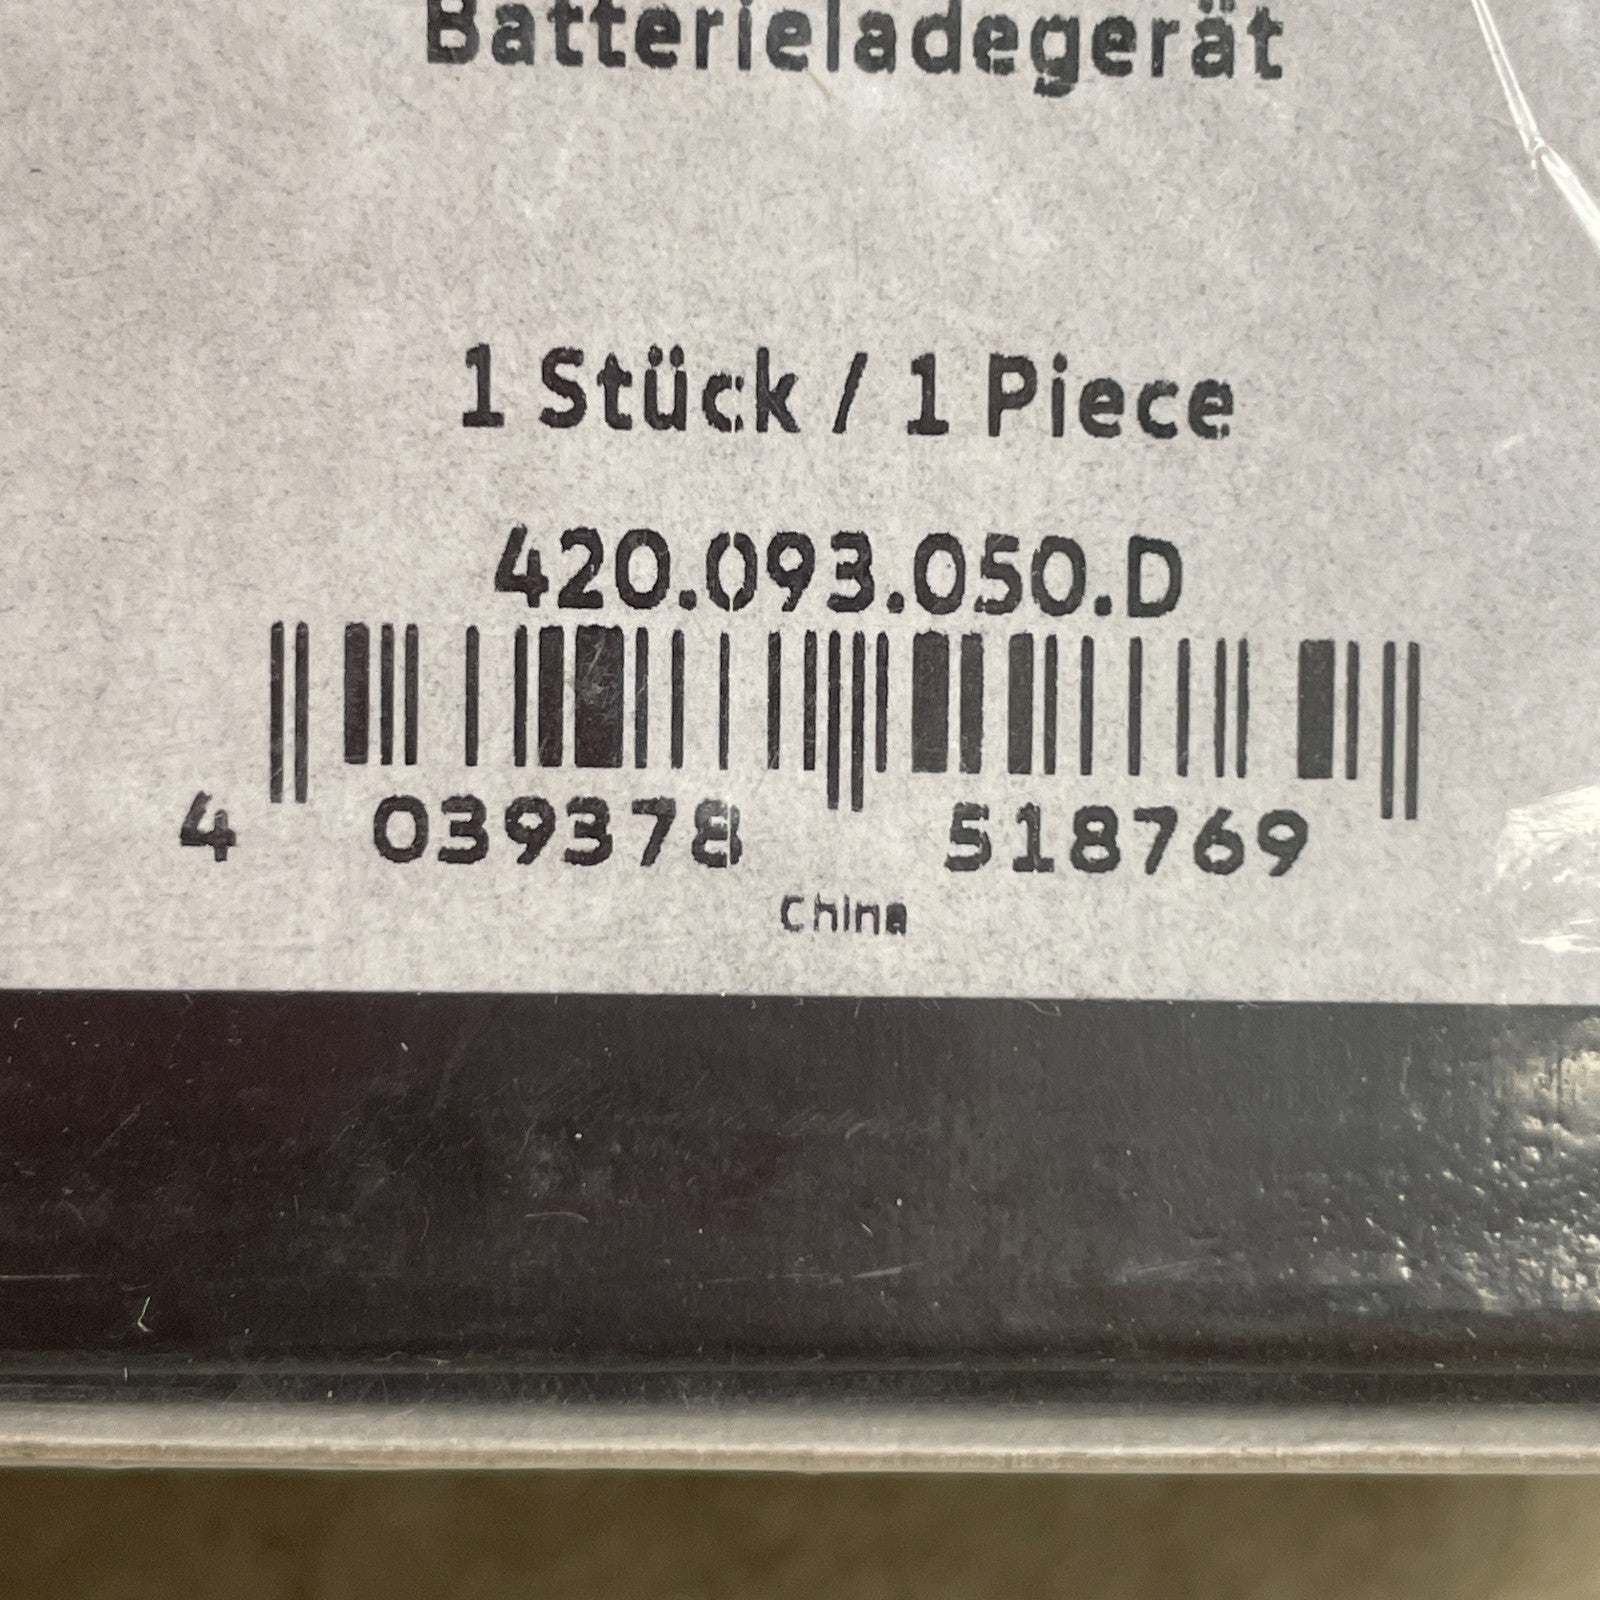 Batterieladegerät
1 Stück / 1 Piece
420.093.050.D
4 039378 518769
China